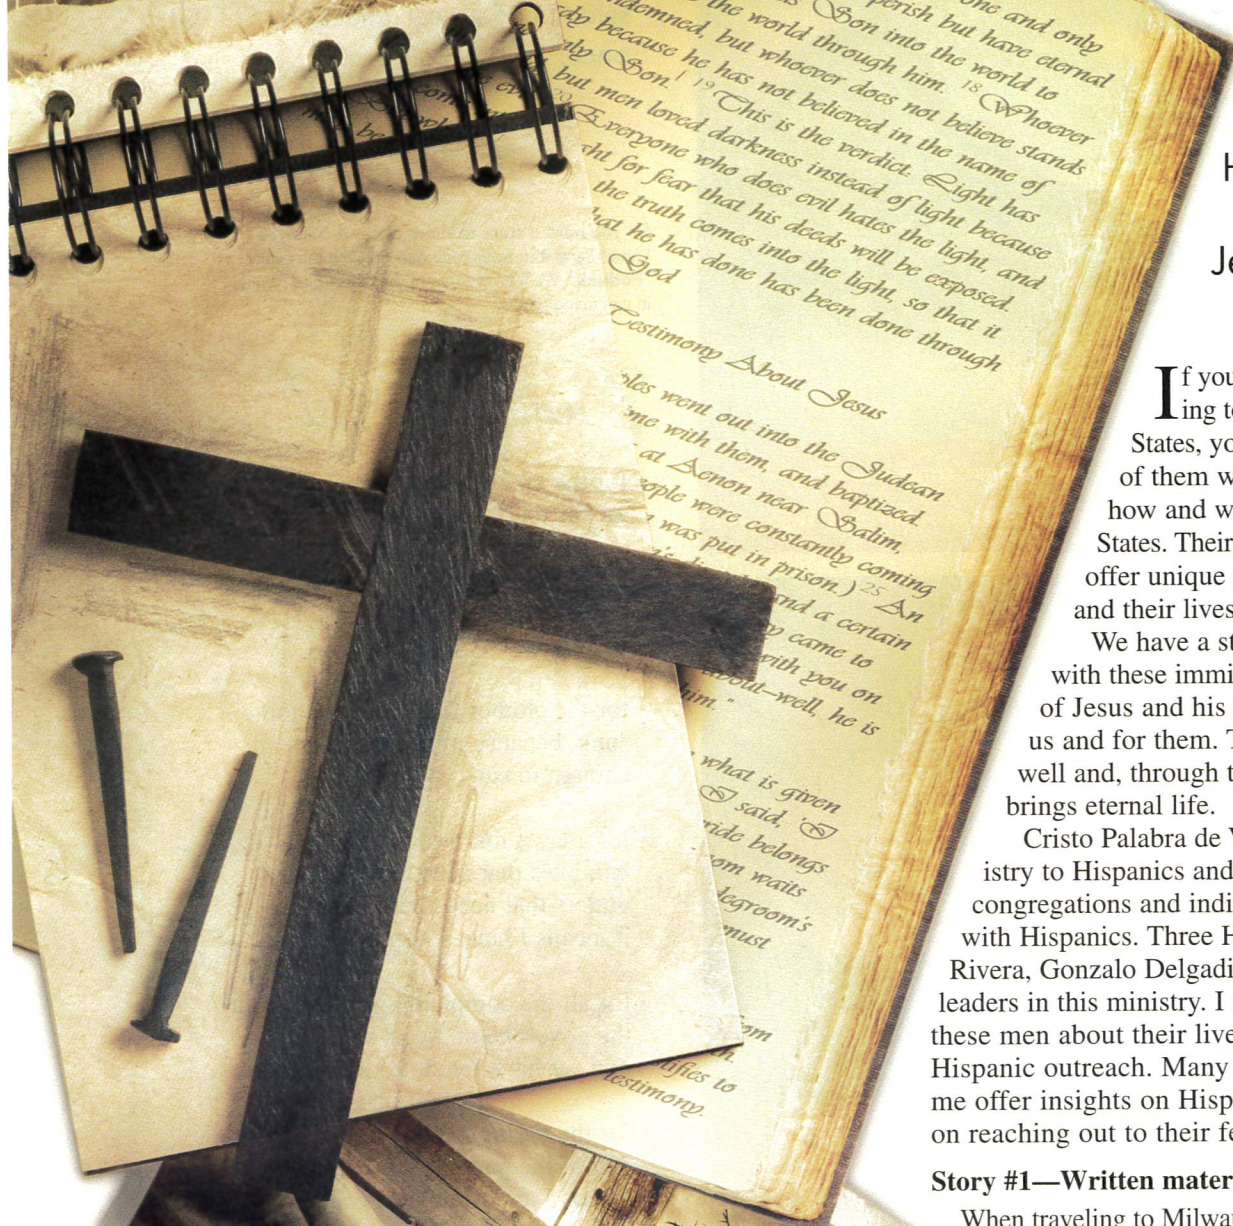 one and only
perish but have eternal
Son into the world to
demned, but the world through him. 18 Whoever
because he but whoever does not believe stands
Son. has not believed in the name of
19 This is the verdict. Light has
but men loved darkness instead of light because
Everyone who does evil hates the light, and
for fear that his deeds will be exposed.
the truth comes into the light, so that it
he has done has been done through
God
Testimony About Jesus
ples went out into the Judean
me with them, and baptized.
at Aenon near Salim,
ople were constantly coming
was put in prison.) 25 An
nd a certain
came to
with you on
about—well, he is
him."
what is given
I said, 'I
ride belongs
om waits
degroom's
must
om
tifies to
testimony.
H
Je
If you
ing to
States, yo
of them w
how and w
States. Their
offer unique
and their lives
We have a st
with these immi
of Jesus and his
us and for them. T
well and, through t
brings eternal life.
Cristo Palabra de V
istry to Hispanics and
congregations and indi
with Hispanics. Three H
Rivera, Gonzalo Delgadi
leaders in this ministry. I
these men about their live
Hispanic outreach. Many
me offer insights on Hisp
on reaching out to their fe
Story #1—Written mater
When traveling to Milwa